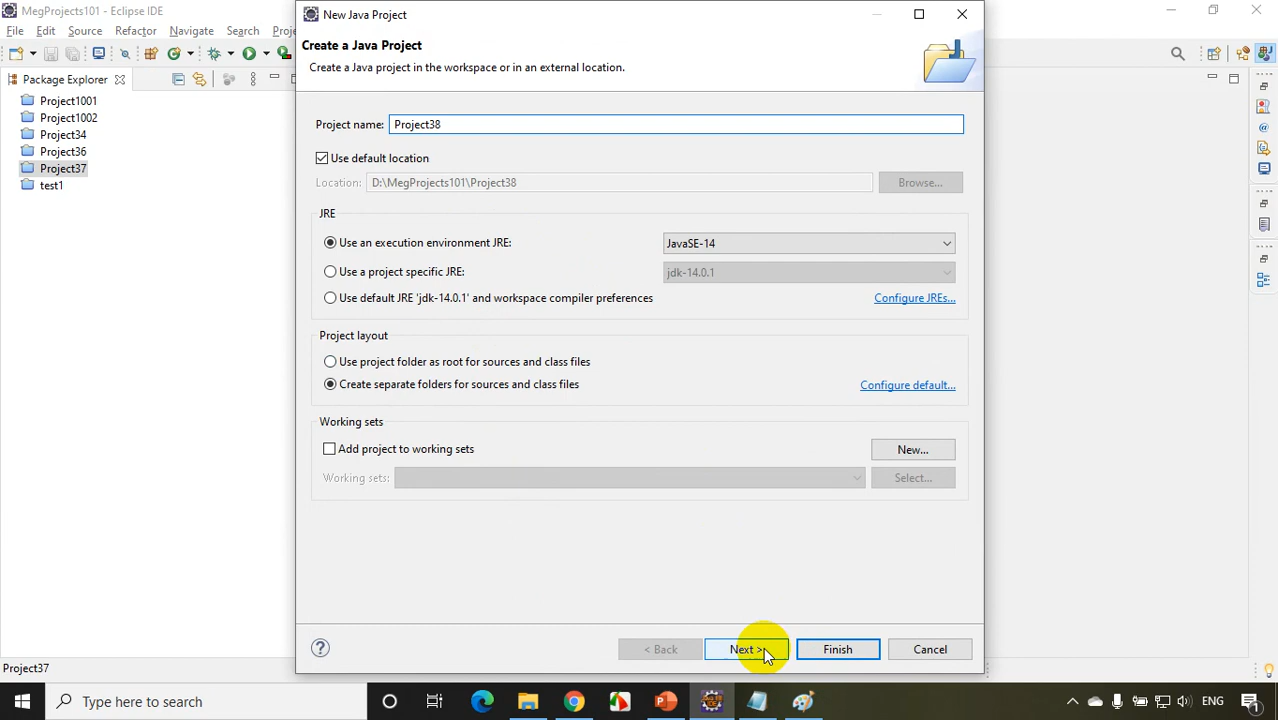 MegProjects101 - Eclipse IDE
File Edit Source Refactor Navigate Search
Package Explorer
Project1001
Project1002
Project34
Project36
Project37
test1
New Java Project
Create a Java Project
Create a Java project in the workspace or in an external location.
Project name: Project38
Use default location
Location: D:\MegProjects101\Project38 Browse...
JRE
Use an execution environment JRE: JavaSE-14
Use a project specific JRE: jdk-14.0.1
Use default JRE 'jdk-14.0.1' and workspace compiler preferences Configure JREs...
Project layout
Use project folder as root for sources and class files
Create separate folders for sources and class files Configure default...
Working sets
Add project to working sets New...
Working sets: Select...
< Back Next > Finish Cancel
Project37
Type here to search
ENG
1